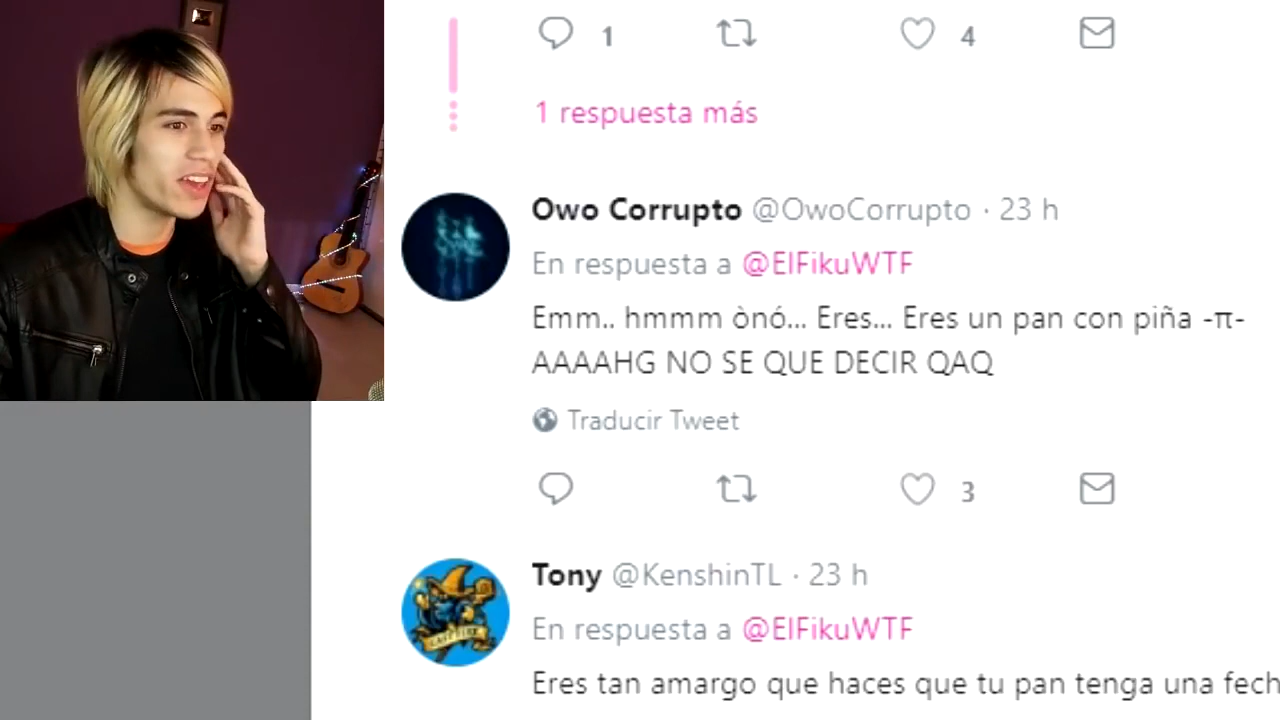 1 4
1 respuesta más
Owo Corrupto @OwoCorrupto · 23 h
En respuesta a @ElFikuWTF
Emm.. hmmm ònó... Eres... Eres un pan con piña -π-
AAAAHG NO SE QUE DECIR QAQ
Traducir Tweet
3
Tony @KenshinTL · 23 h
En respuesta a @ElFikuWTF
Eres tan amargo que haces que tu pan tenga una fech